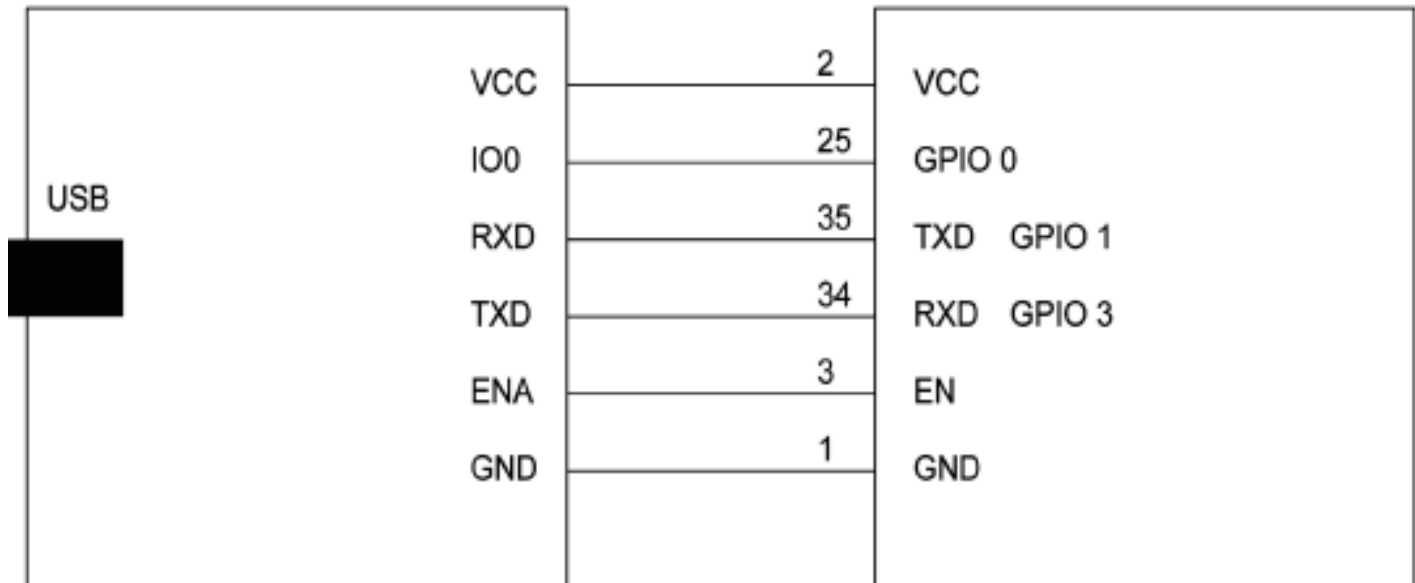 VCC 2 VCC
IO0 25 GPIO 0
USB
RXD 35 TXD GPIO 1
TXD 34 RXD GPIO 3
ENA 3 EN
GND 1 GND